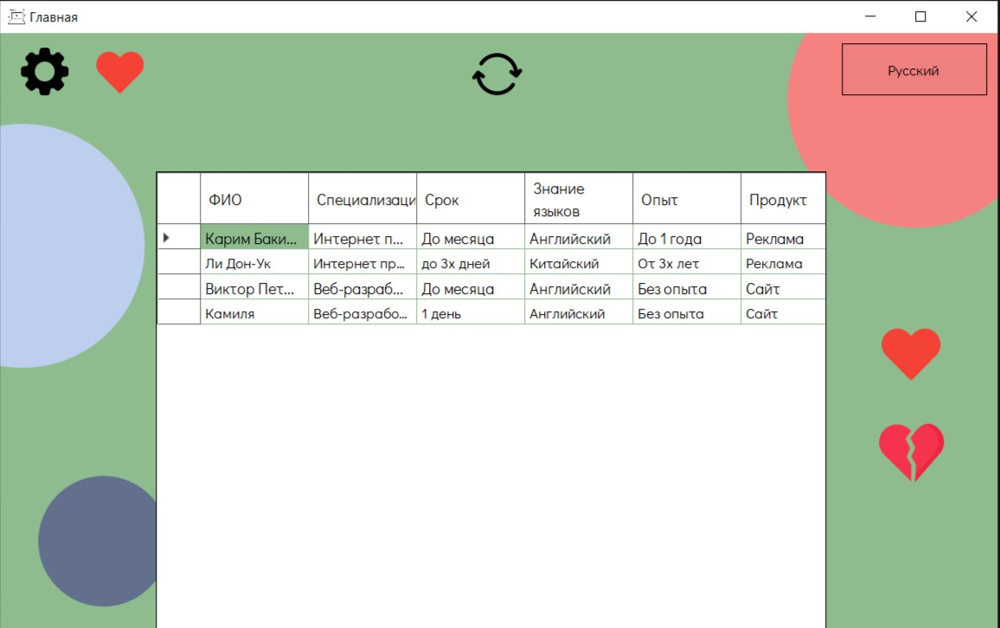 Главная
Русский
ФИО Специализаци Срок Знание языков Опыт Продукт
Карим Баки... Интернет п... До месяца Английский До 1 года Реклама
Ли Дон-Ук Интернет пр... до 3х дней Китайский От 3х лет Реклама
Виктор Пет... Веб-разраб... До месяца Английский Без опыта Сайт
Камиля Веб-разрабо... 1 день Английский Без опыта Сайт